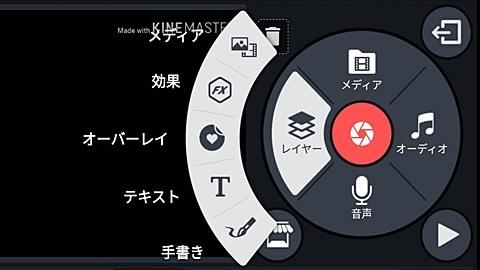 Made with KINEMASTER
メディア
効果
FX
オーバーレイ
テキスト
T
手書き
メディア
レイヤー
オーディオ
音声